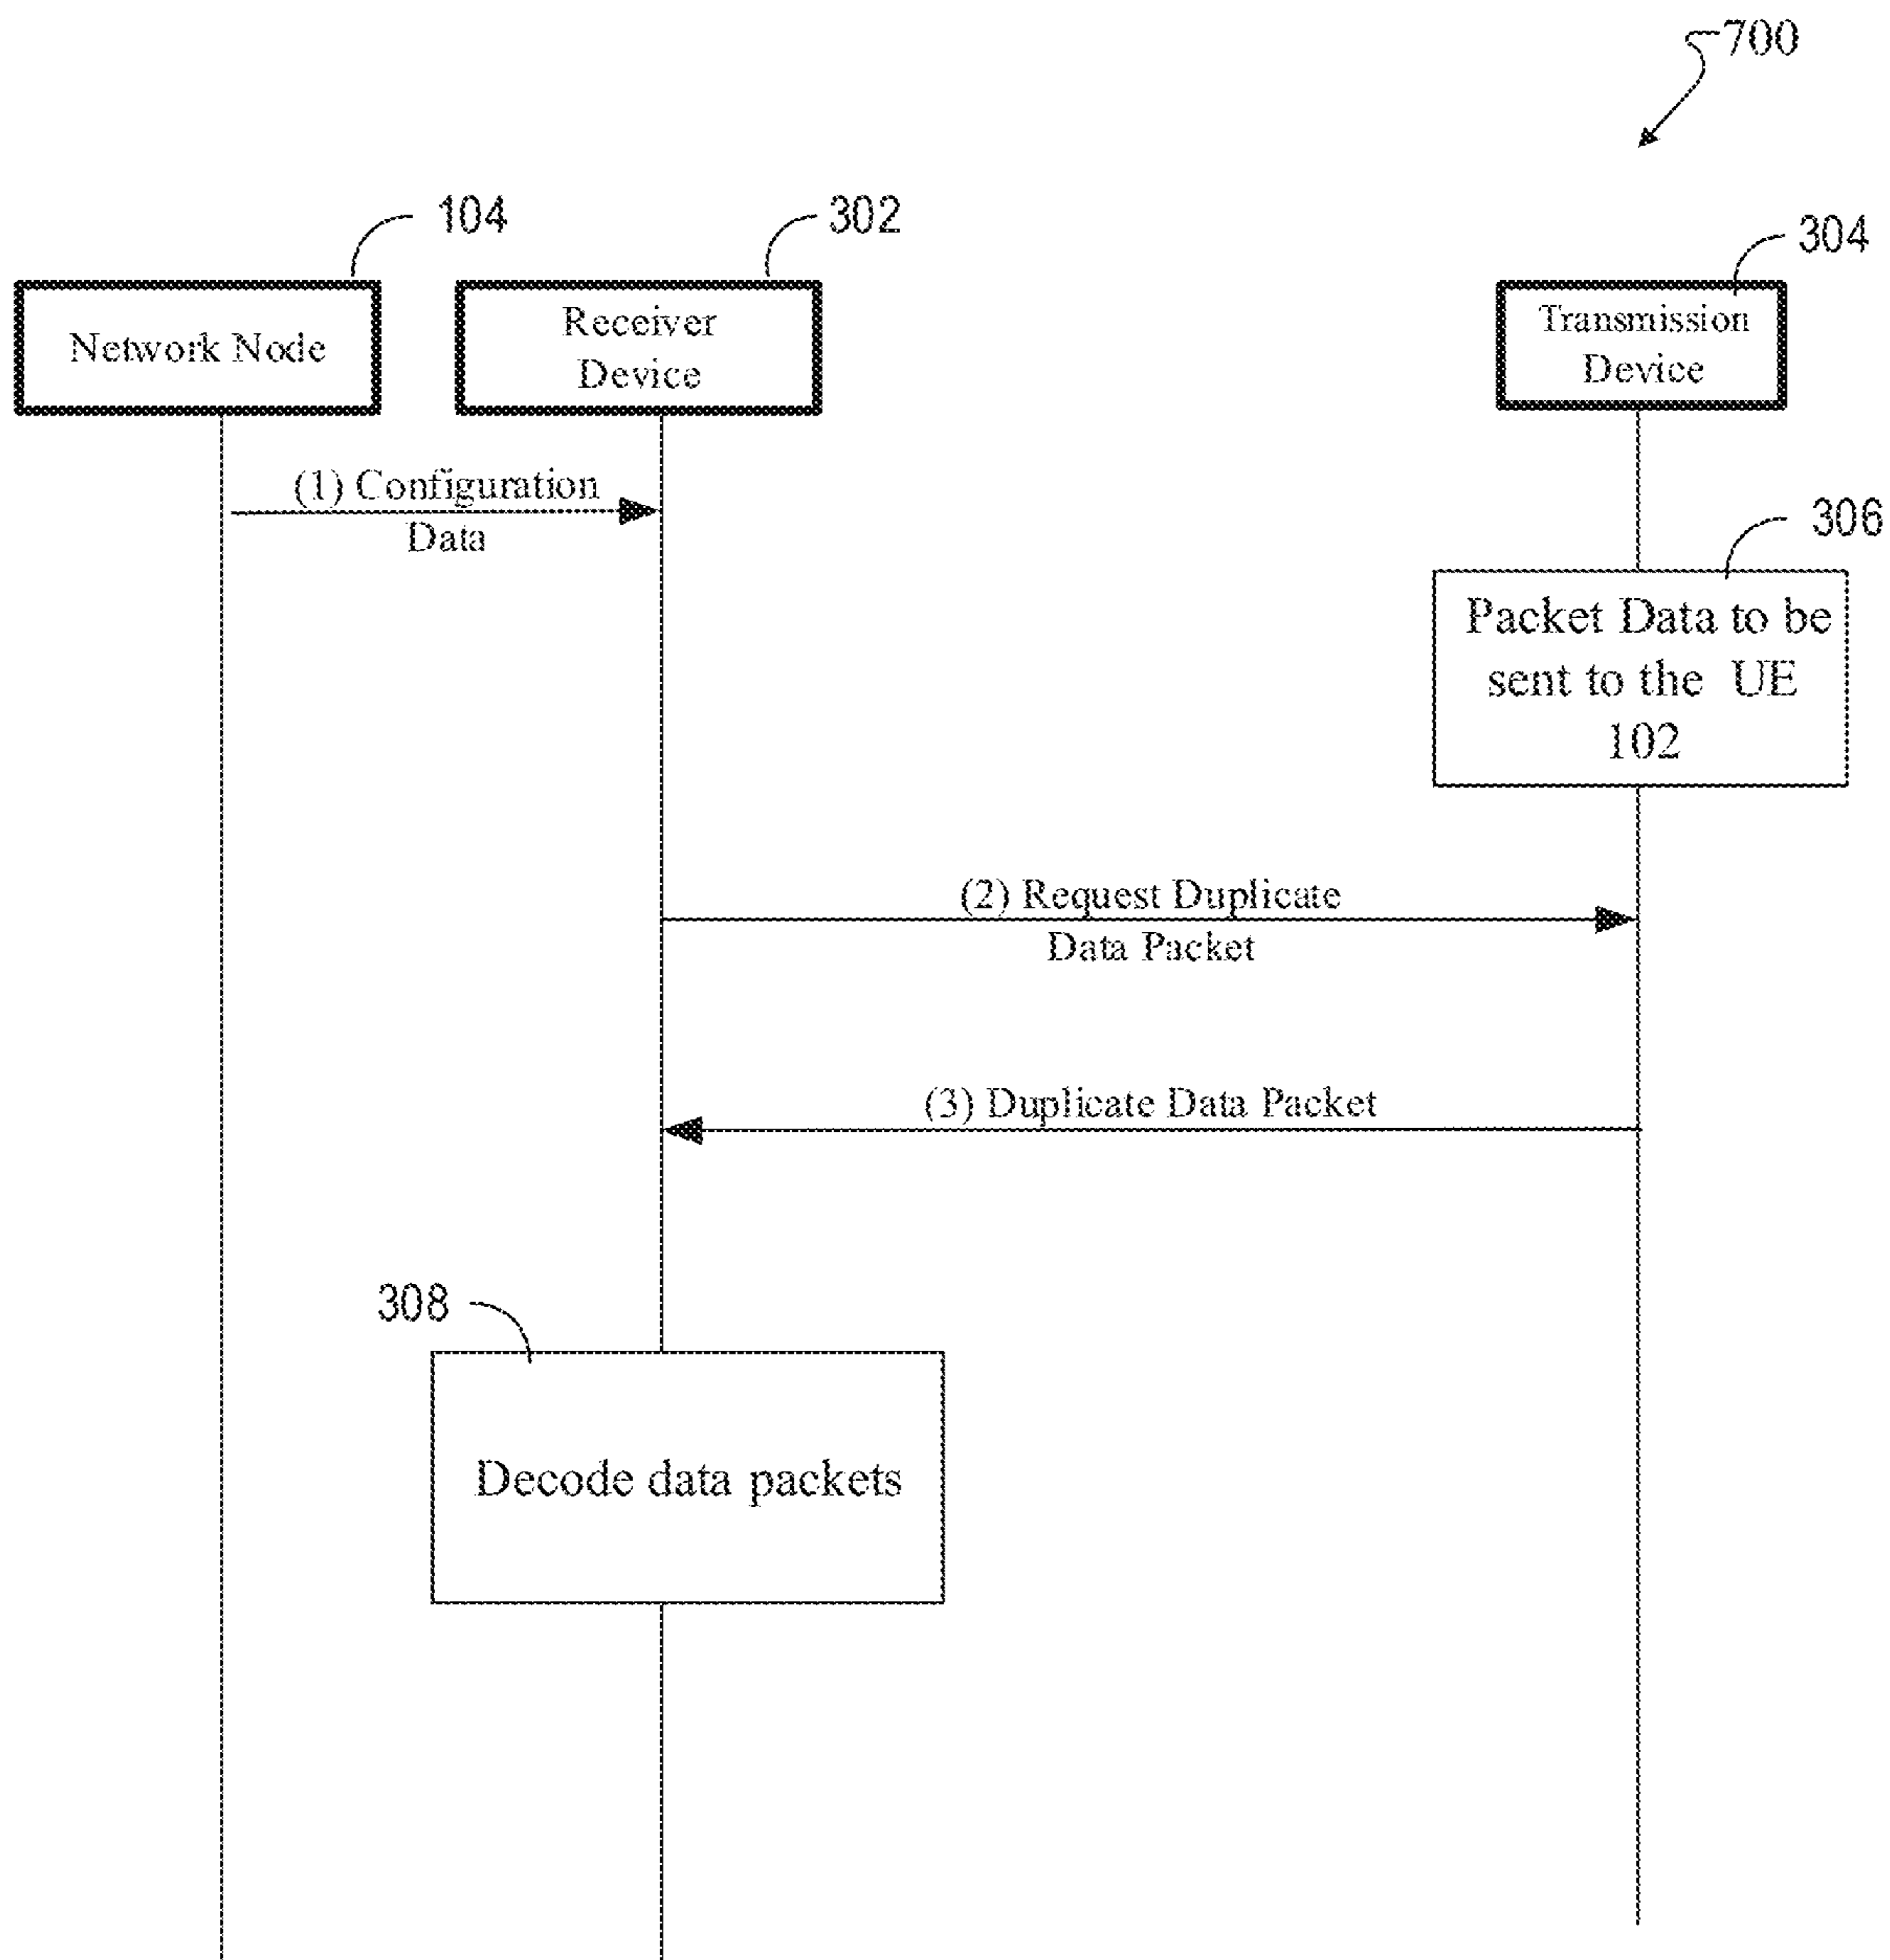 700
104
302
304
Network Node
Receiver
Device
Transmission
Device
(1) Configuration
Data
306
Packet Data to be
sent to the UE
102
(2) Request Duplicate
Data Packet
(3) Duplicate Data Packet
308
Decode data packets